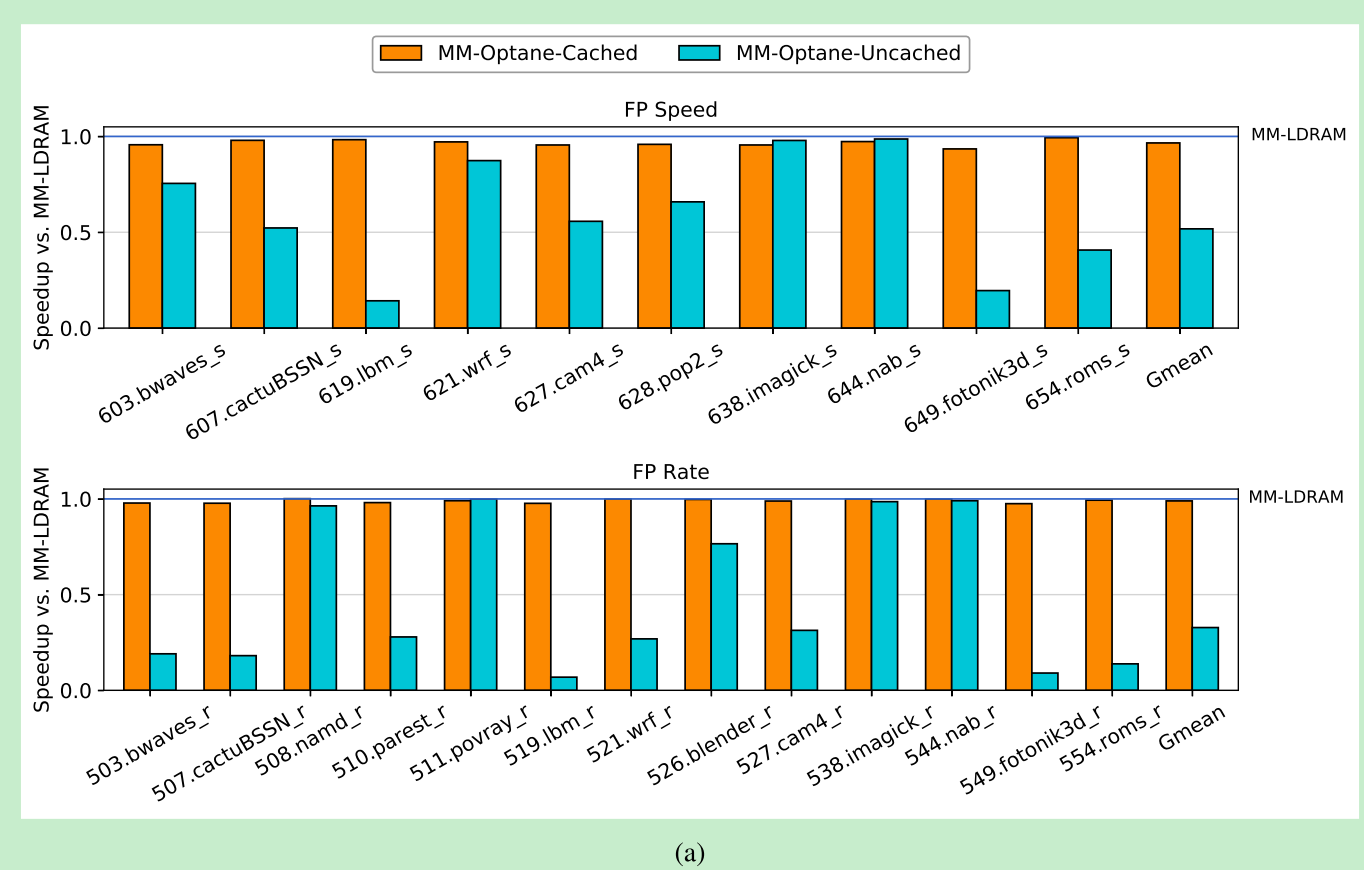 MM-Optane-Cached MM-Optane-Uncached
FP Speed
Speedup vs. MM-LDRAM
1.0
0.5
0.0
MM-LDRAM
603.bwaves_s
607.cactuBSSN_s
619.lbm_s
621.wrf_s
627.cam4_s
628.pop2_s
638.imagick_s
644.nab_s
649.fotonik3d_s
654.roms_s
Gmean
FP Rate
Speedup vs. MM-LDRAM
1.0
0.5
0.0
MM-LDRAM
503.bwaves_r
507.cactuBSSN_r
508.namd_r
510.parest_r
511.povray_r
519.lbm_r
521.wrf_r
526.blender_r
527.cam4_r
538.imagick_r
544.nab_r
549.fotonik3d_r
554.roms_r
Gmean
(a)